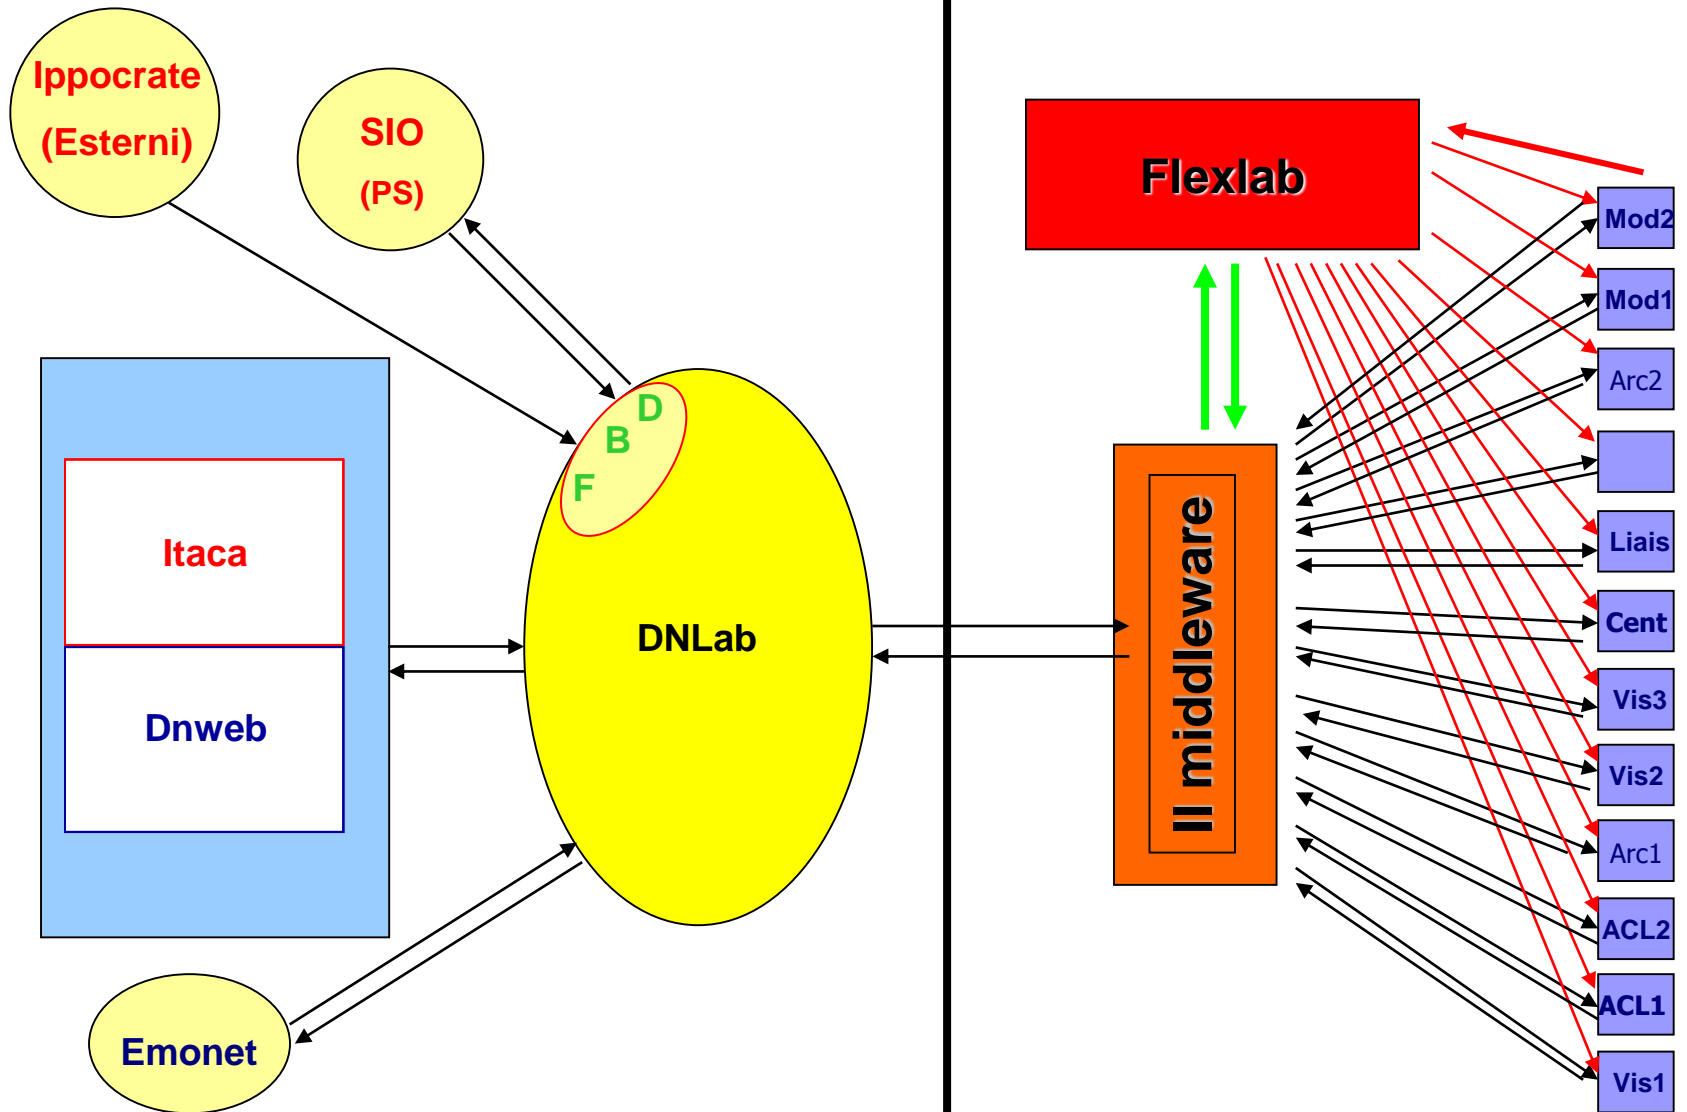 Ippocrate
(Esterni)
SIO
(PS)
Flexlab
Mod2
Mod1
Arc2
D
B
F
Itaca
DNLab
Dnweb
II middleware
Liais
Cent
Vis3
Vis2
Arc1
ACL2
ACL1
Emonet
Vis1